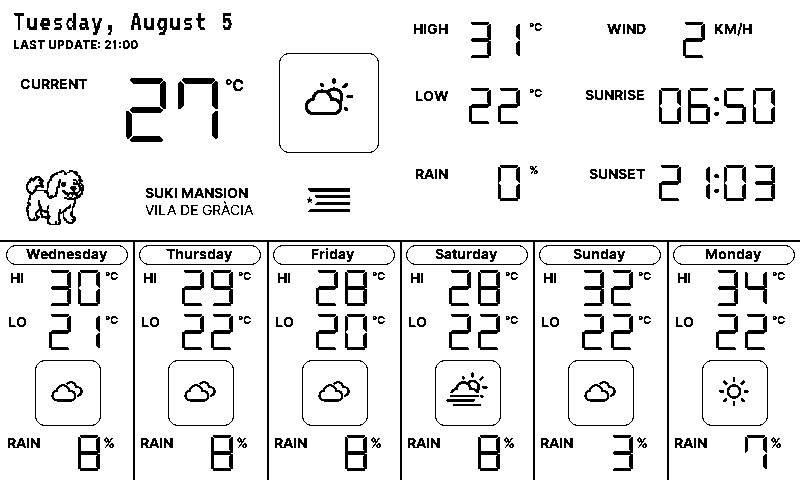 Tuesday, August 5
LAST UPDATE: 21:00
CURRENT 27 °C
HIGH 31 °C
WIND 2 KM/H
LOW 22 °C
SUNRISE 06:50
RAIN 0 %
SUNSET 21:03
SUKI MANSION
VILA DE GRÀCIA
Wednesday
HI 30 °C
LO 21 °C
RAIN 8 %
Thursday
HI 29 °C
LO 22 °C
RAIN 8 %
Friday
HI 28 °C
LO 20 °C
RAIN 8 %
Saturday
HI 28 °C
LO 22 °C
RAIN 8 %
Sunday
HI 32 °C
LO 22 °C
RAIN 3 %
Monday
HI 34 °C
LO 22 °C
RAIN 7 %